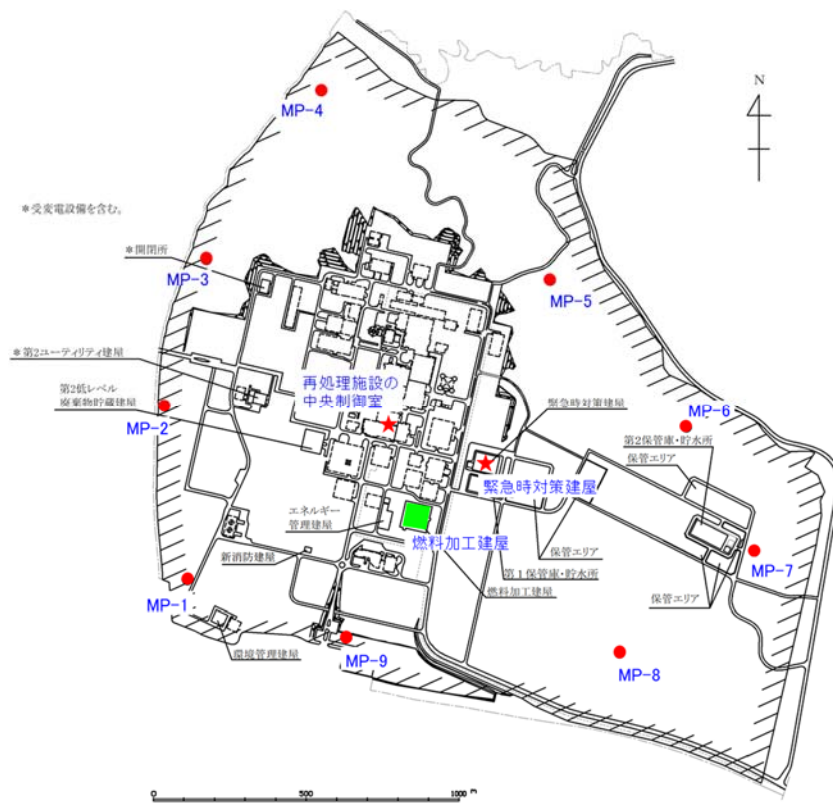 MP-4
N
＊受変電設備を含む。
＊開閉所
MP-3
MP-5
＊第2ユーティリティ建屋
再処理施設の
中央制御室
第2低レベル
廃棄物貯蔵建屋
緊急時対策建屋
MP-2
MP-6
第2保管庫・貯水所
保管エリア
緊急時対策建屋
エネルギー
管理建屋
燃料加工建屋
保管エリア
新消防建屋
第1保管庫・貯水所
MP-7
燃料加工建屋
保管エリア
MP-1
環境管理建屋
MP-9
MP-8
0 500 1000 m